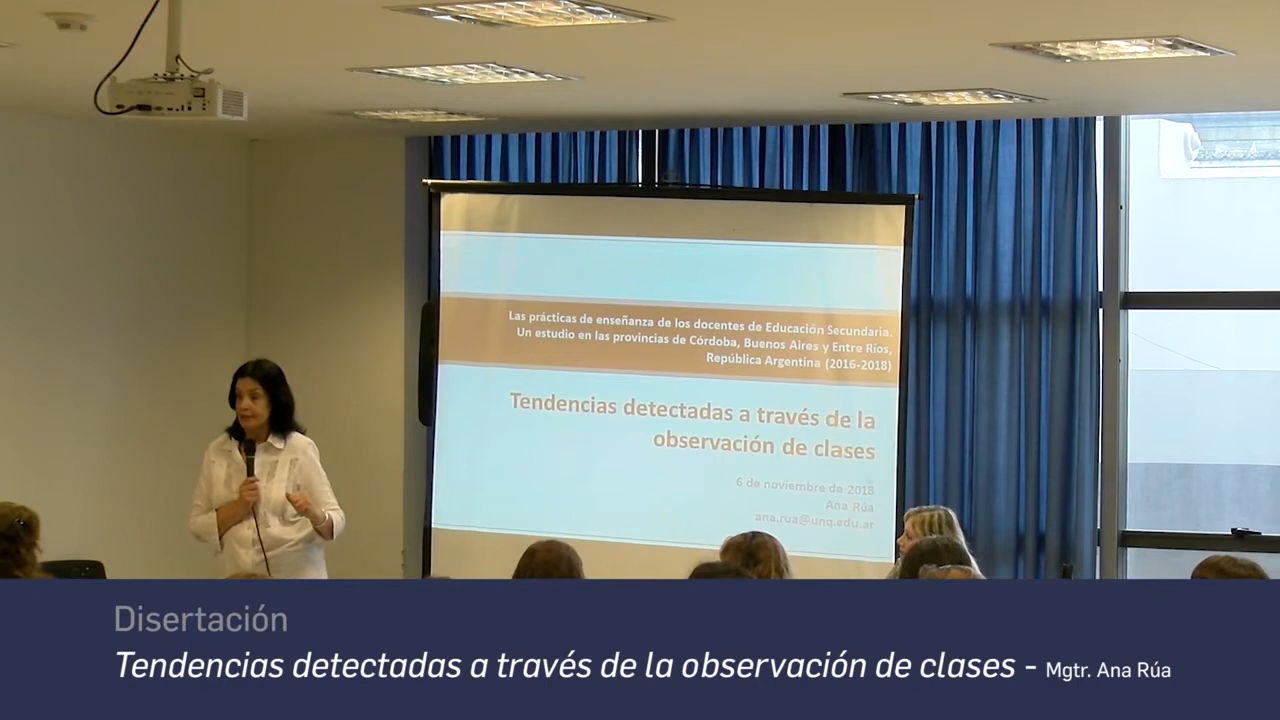 Las prácticas de enseñanza de los docentes de Educación Secundaria.
Un estudio en las provincias de Córdoba, Buenos Aires y Entre Ríos,
República Argentina (2016-2018)
Tendencias detectadas a través de la
observación de clases
6 de noviembre de 2018
Ana Rúa
ana.rua@unq.edu.ar
Disertación
Tendencias detectadas a través de la observación de clases - Mgtr. Ana Rúa